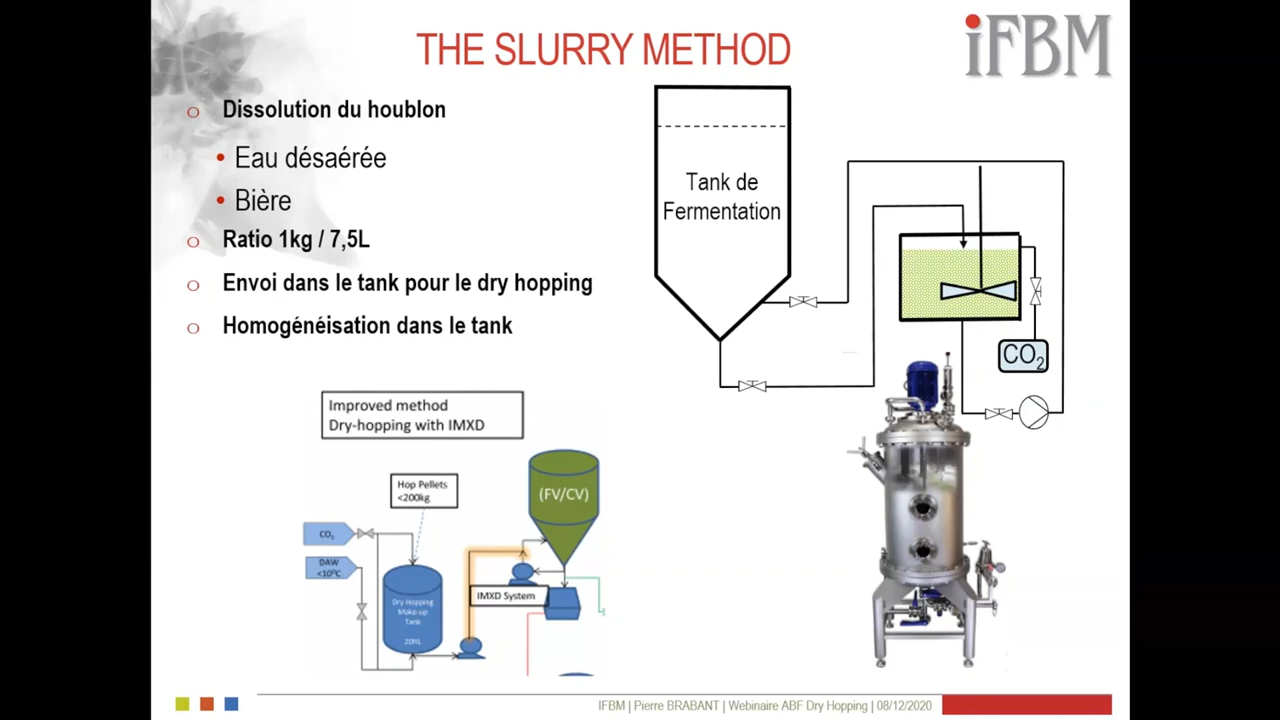 THE SLURRY METHOD
iFBM
Dissolution du houblon
Eau désaérée
Bière
Ratio 1kg / 7,5L
Envoi dans le tank pour le dry hopping
Homogénéisation dans le tank
Tank de
Fermentation
CO2
Improved method
Dry-hopping with IMXD
Hop Pellets
<200kg
(FV/CV)
CO2
DAW
<10°C
Dry Hopping
Make-up
Tank
20HL
IMXD System
IFBM | Pierre BRABANT | Webinaire ABF Dry Hopping | 08/12/2020